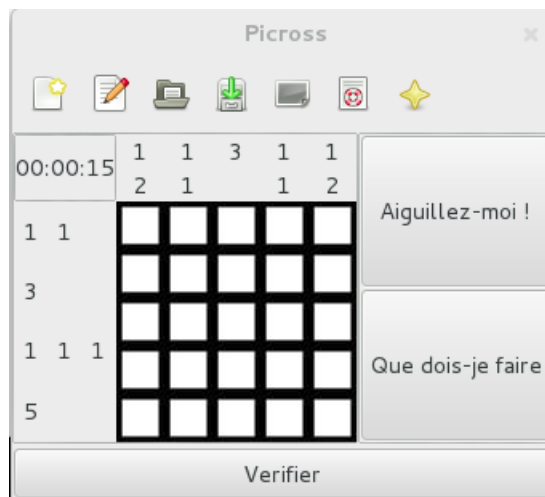 Picross
00:00:15
1 1 3 1 1
2 1 1 2
1 1
3
1 1 1
5
Aiguillez-moi !
Que dois-je faire
Verifier